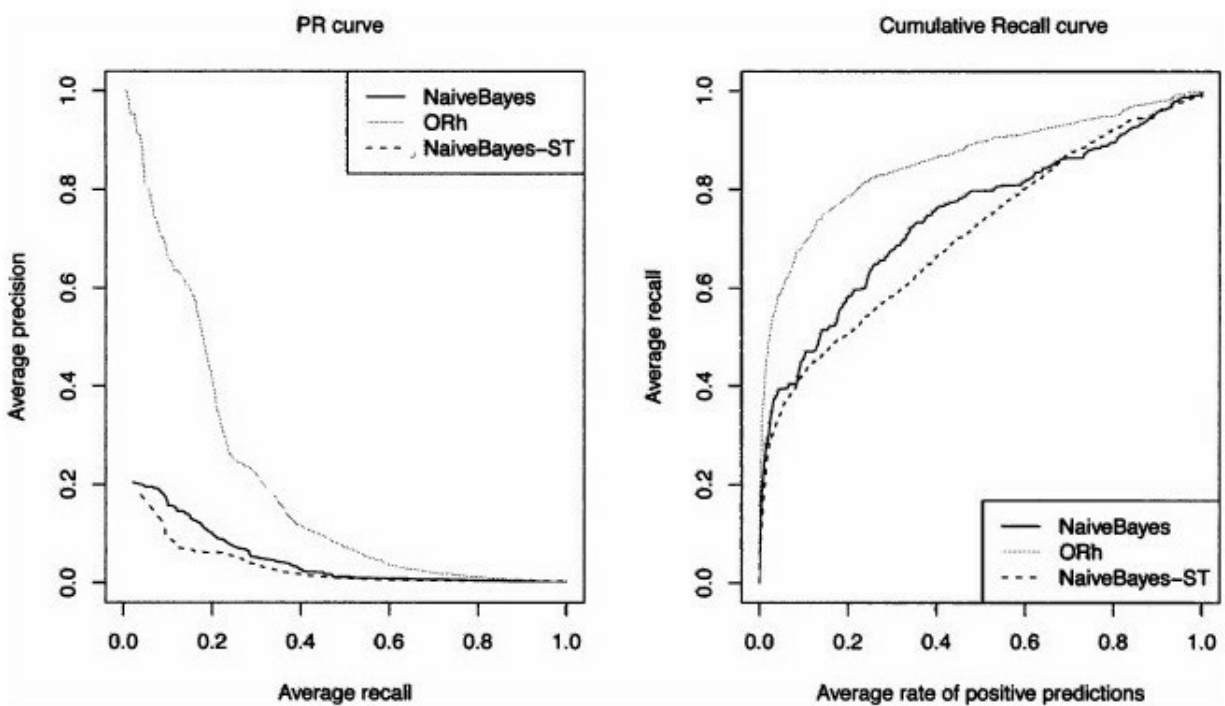 PR curve
NaiveBayes
ORh
NaiveBayes-ST
1.0
0.8
0.6
0.4
0.2
0.0
Average precision
0.0 0.2 0.4 0.6 0.8 1.0
Average recall
Cumulative Recall curve
1.0
0.8
0.6
0.4
0.2
0.0
Average recall
NaiveBayes
ORh
NaiveBayes-ST
0.0 0.2 0.4 0.6 0.8 1.0
Average rate of positive predictions